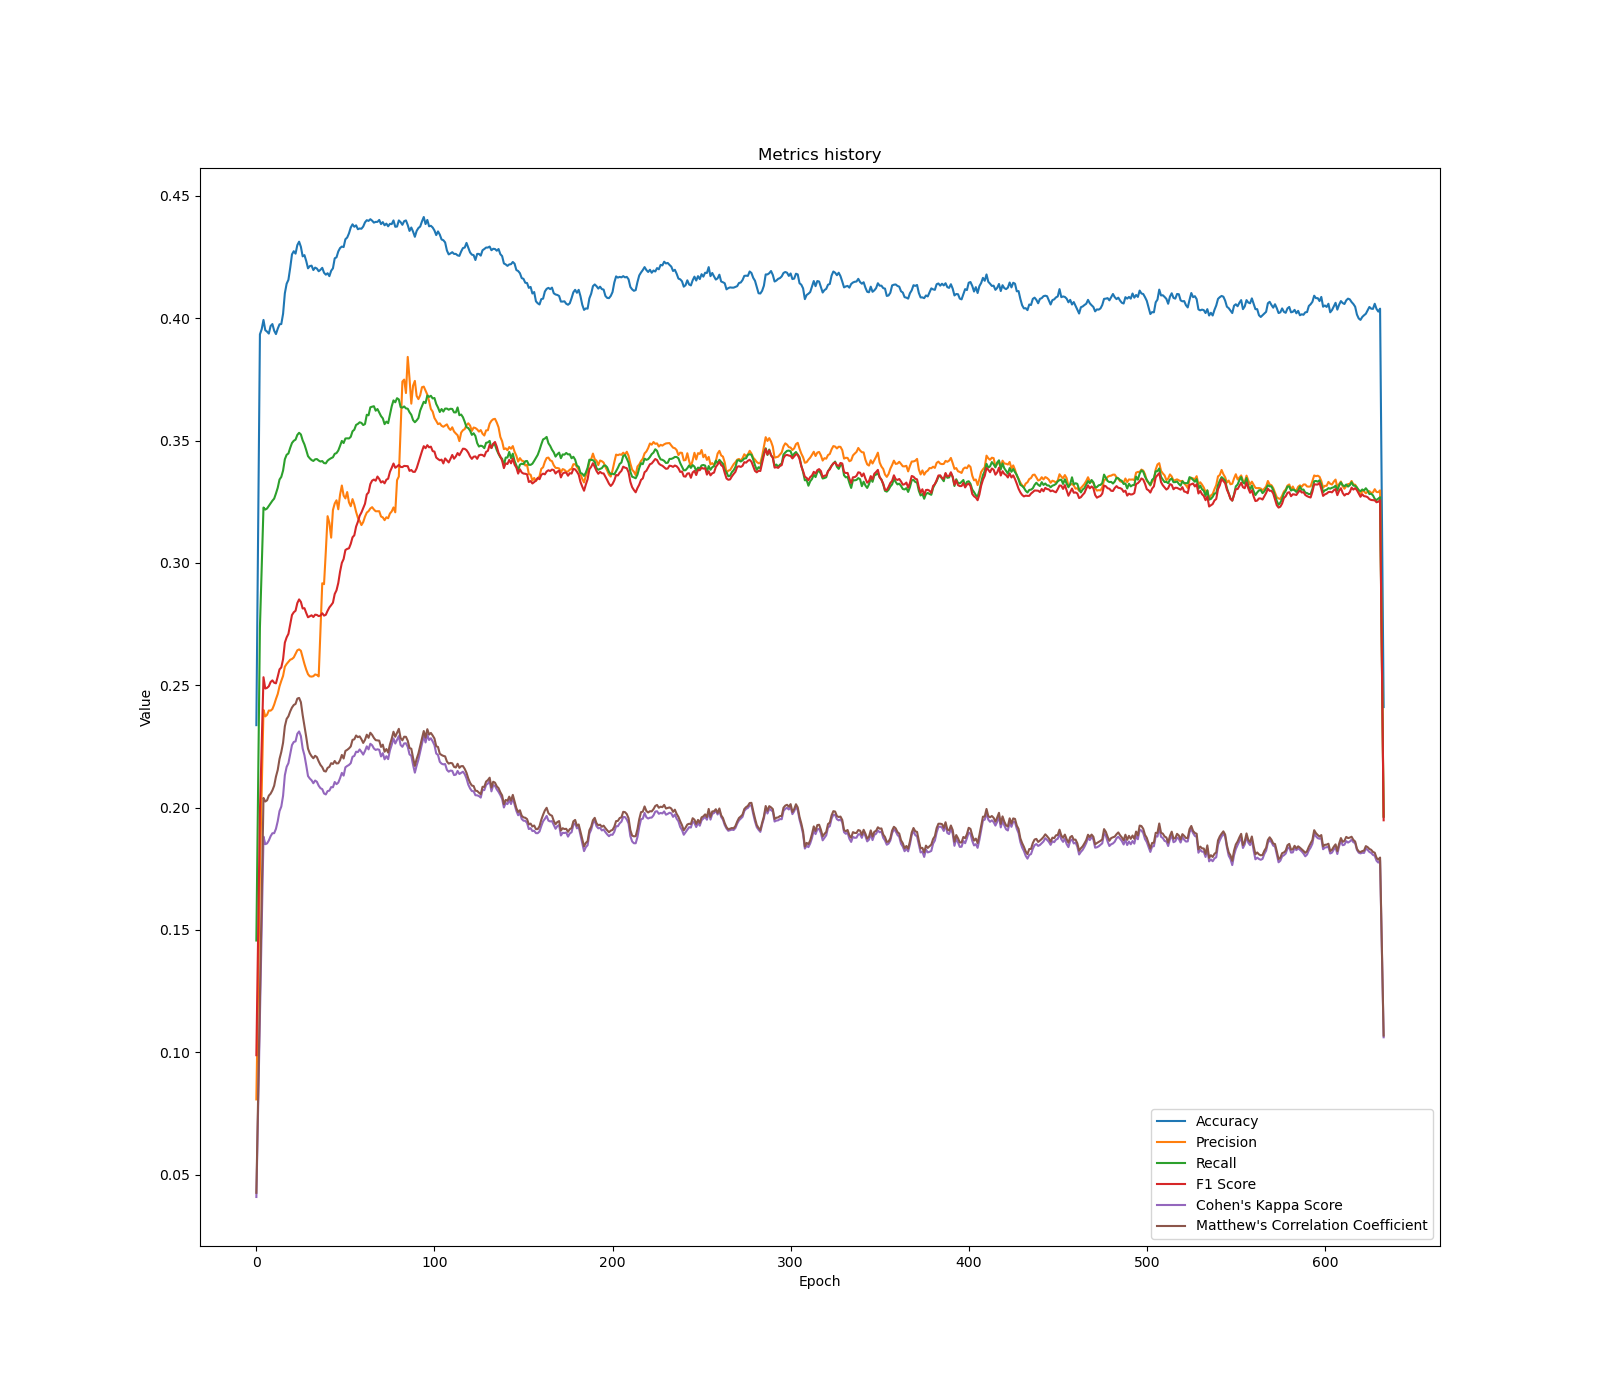 Metrics history
0.45
0.40
0.35
0.30
0.25
0.20
0.15
0.10
0.05
Value
0 100 200 300 400 500 600
Epoch
Accuracy
Precision
Recall
F1 Score
Cohen's Kappa Score
Matthew's Correlation Coefficient